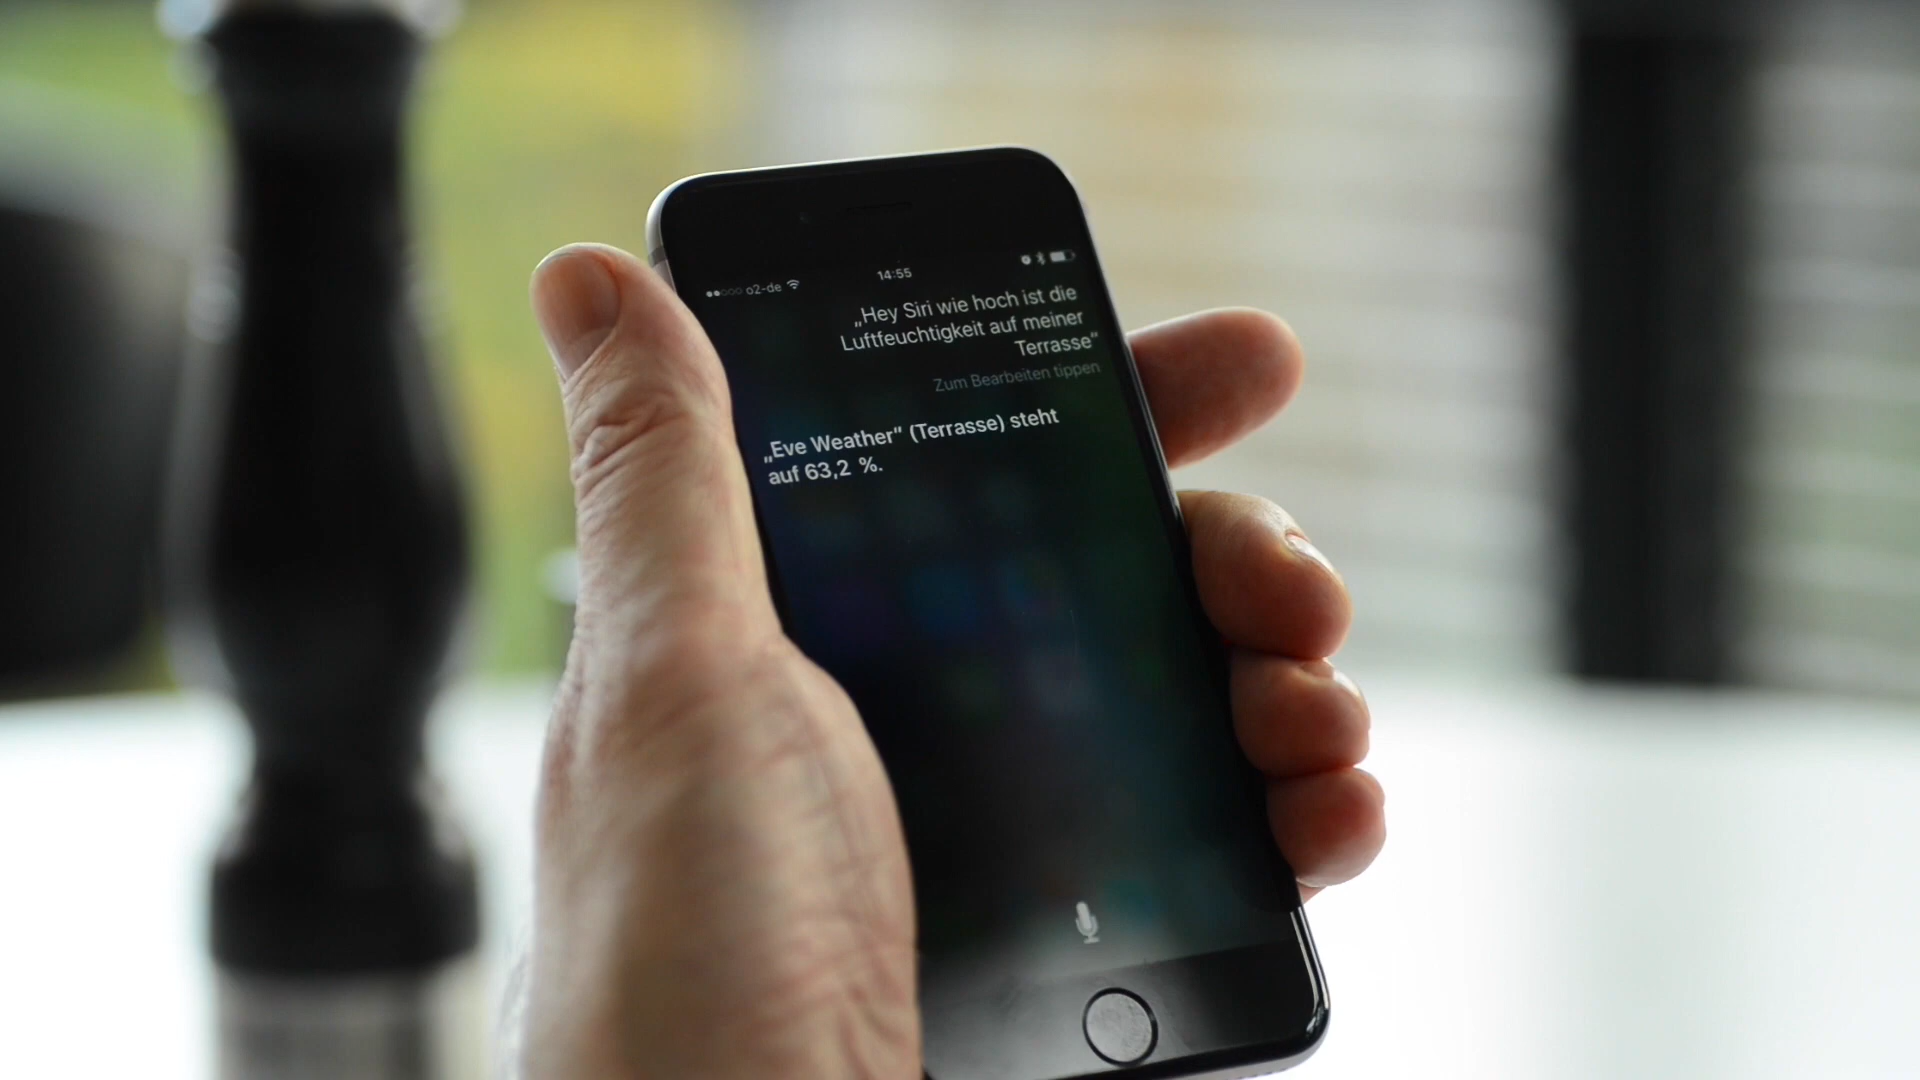 o2-de 14:55
„Hey Siri wie hoch ist die
Luftfeuchtigkeit auf meiner
Terrasse“
Zum Bearbeiten tippen
„Eve Weather“ (Terrasse) steht
auf 63,2 %.